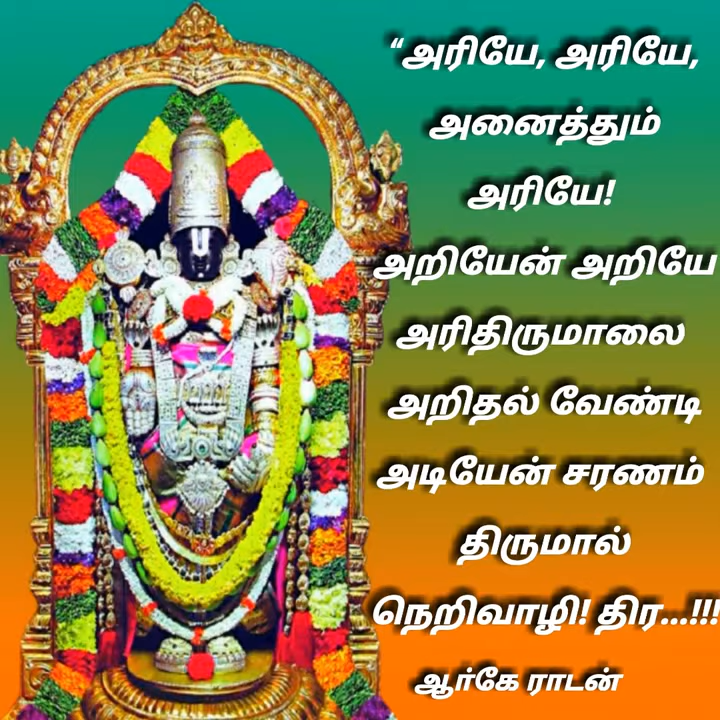 “அரியே, அரியே,
அனைத்தும்
அரியே!
அறியேன் அறியே
அரிதிருமாலை
அறிதல் வேண்டி
அடியேன் சரணம்
திருமால்
நெறிவாழி! திர...!!!
ஆர்கே ராடன்